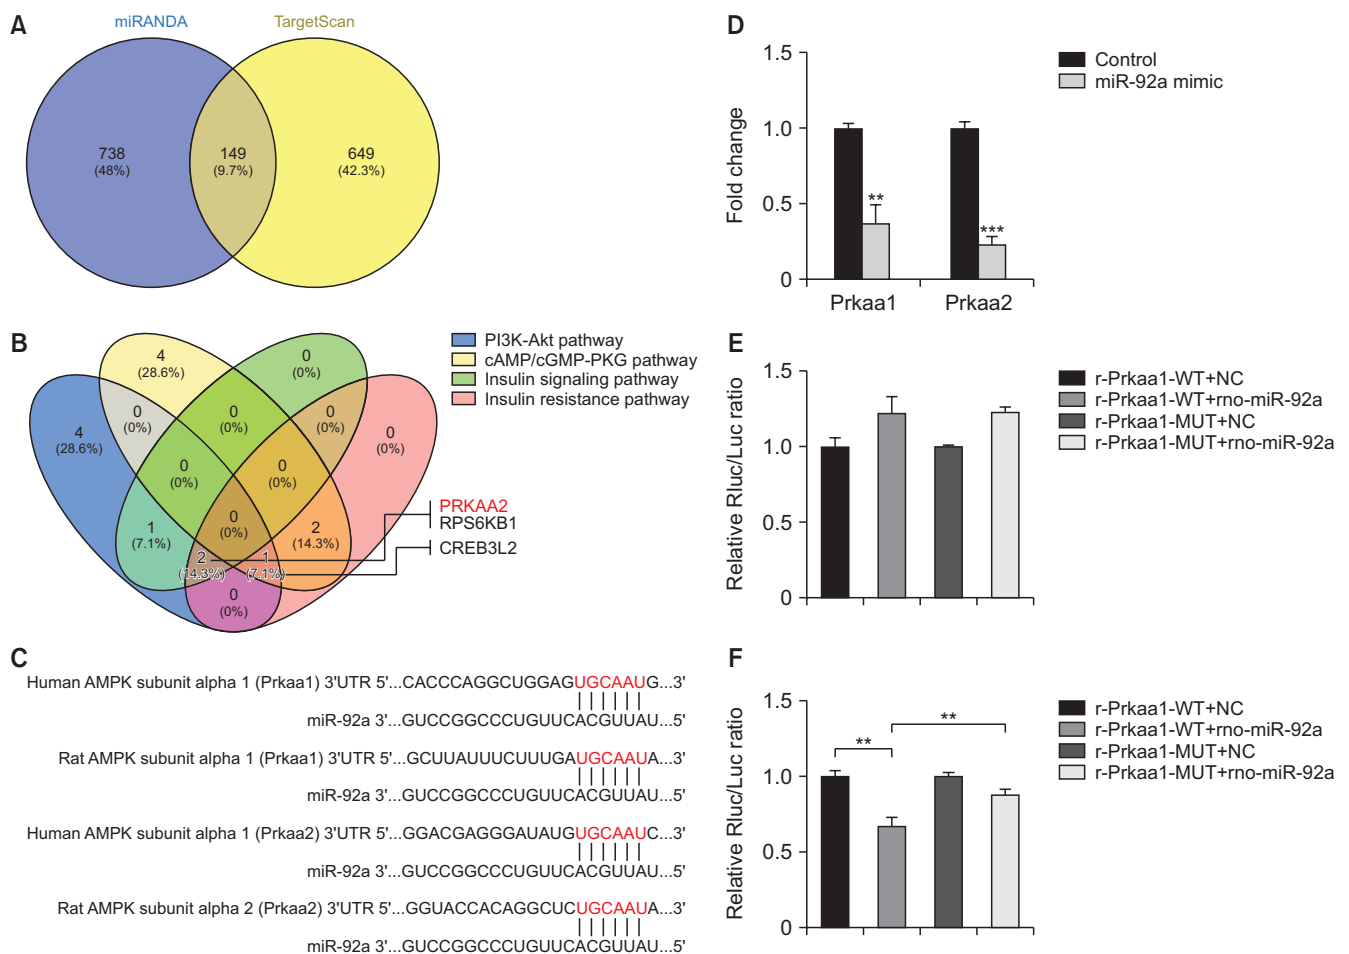 A
miRANDA
TargetScan
738
(48%)
149
(9.7%)
649
(42.3%)
B
PI3K-Akt pathway
cAMP/cGMP-PKG pathway
Insulin signaling pathway
Insulin resistance pathway
4
(28.6%)
0
(0%)
0
(0%)
0
(0%)
0
(0%)
4
(28.6%)
0
(0%)
0
(0%)
0
(0%)
PRKAA2
RPS6KB1
0
(0%)
1
(7.1%)
2
(14.3%)
CREB3L2
2
(14.3%)
1
(7.1%)
0
(0%)
C
Human AMPK subunit alpha 1 (Prkaa1) 3'UTR 5'...CACCCAGGCUGGAGUGCAAUG...3'
miR-92a 3'...GUCCGGCCCUGUUCACGUUAU...5'
Rat AMPK subunit alpha 1 (Prkaa1) 3'UTR 5'...GCUUAUUUCUUUGAUGCAAUA...3'
miR-92a 3'...GUCCGGCCCUGUUCACGUUAU...5'
Human AMPK subunit alpha 1 (Prkaa2) 3'UTR 5'...GGACGAGGGAUAUGUGCAAUC...3'
miR-92a 3'...GUCCGGCCCUGUUCACGUUAU...5'
Rat AMPK subunit alpha 2 (Prkaa2) 3'UTR 5'...GGUACCACAGGCUCUGCAAUA...3'
miR-92a 3'...GUCCGGCCCUGUUCACGUUAU...5'
D
Fold change
1.5
1.0
0.5
0
**
***
Prkaa1
Prkaa2
Control
miR-92a mimic
E
Relative Rluc/Luc ratio
1.5
1.0
0.5
0
r-Prkaa1-WT+NC
r-Prkaa1-WT+rno-miR-92a
r-Prkaa1-MUT+NC
r-Prkaa1-MUT+rno-miR-92a
F
Relative Rluc/Luc ratio
1.5
1.0
0.5
0
**
**
r-Prkaa1-WT+NC
r-Prkaa1-WT+rno-miR-92a
r-Prkaa1-MUT+NC
r-Prkaa1-MUT+rno-miR-92a